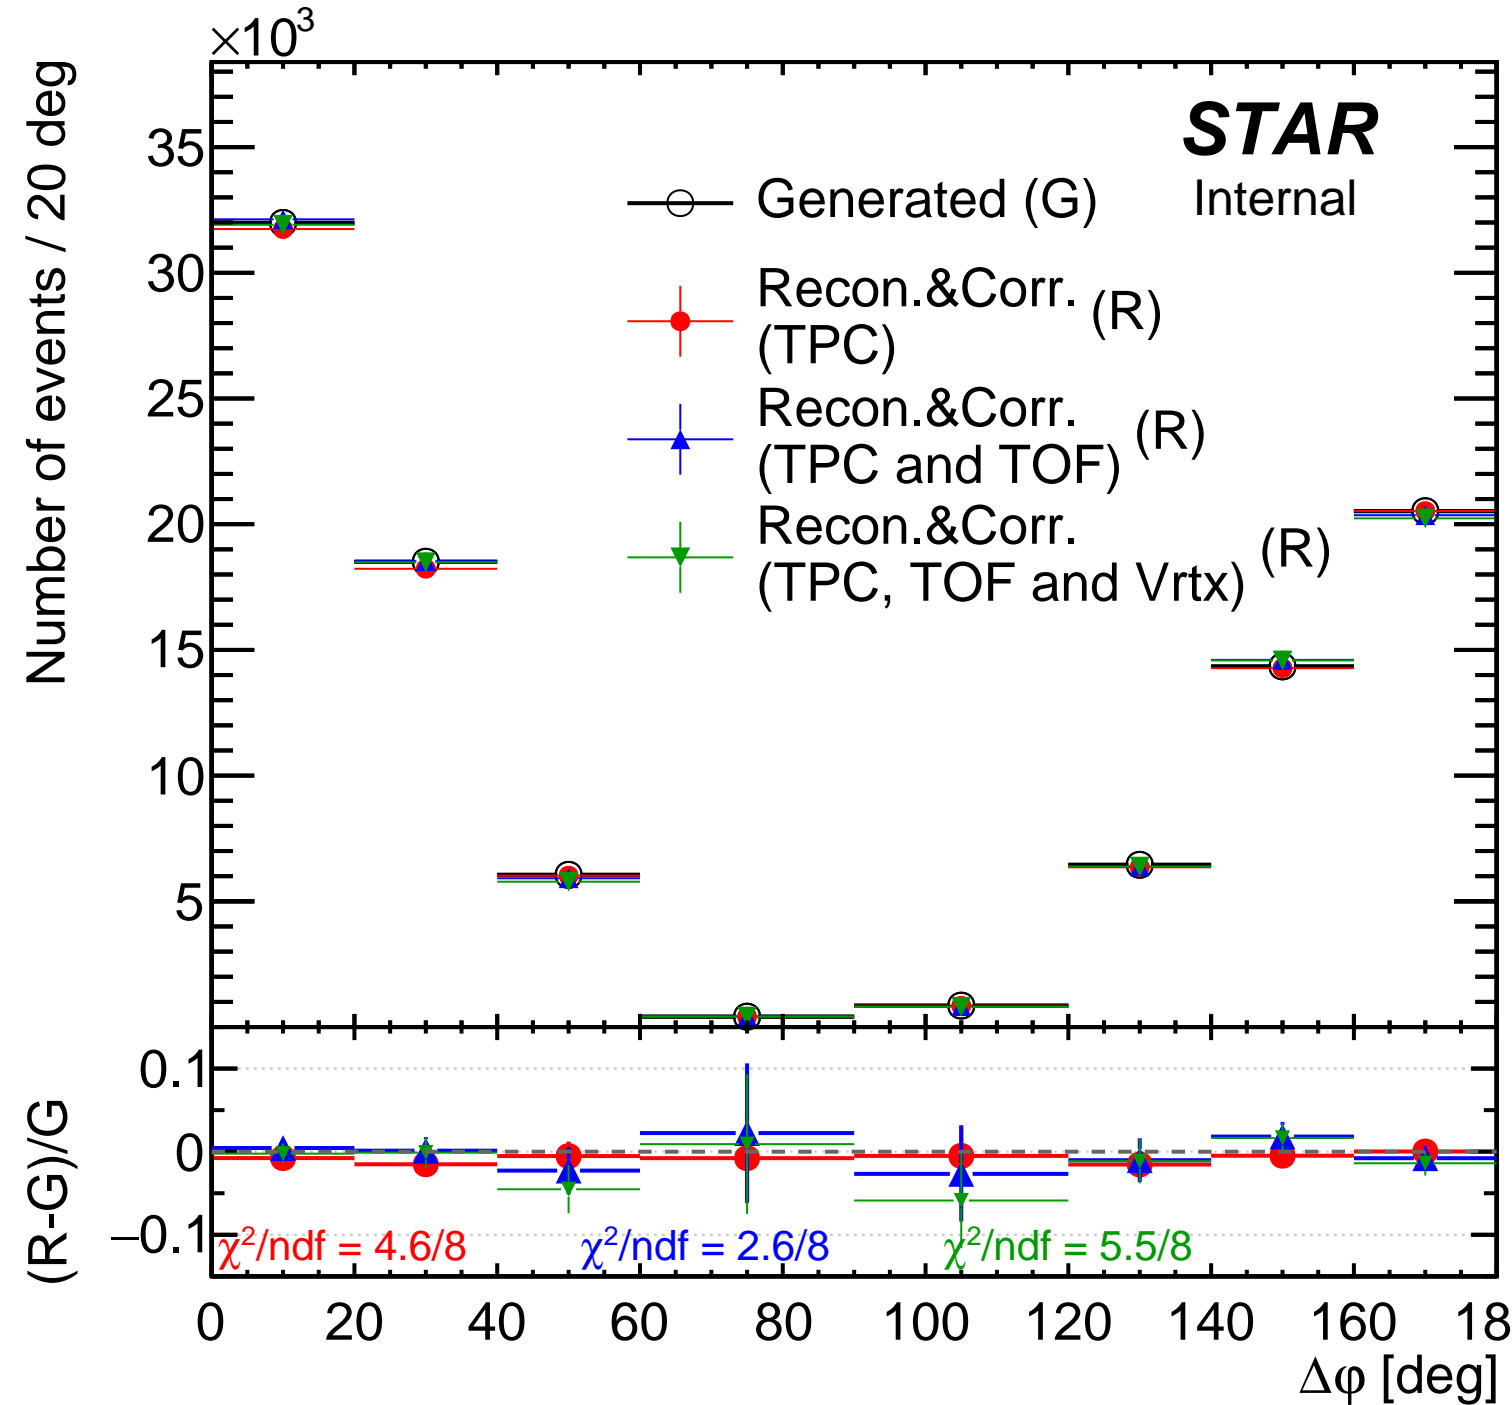 ×10³
Number of events / 20 deg
35
30
25
20
15
10
5
STAR
Internal
Generated (G)
Recon.&Corr. (R)
(TPC)
Recon.&Corr. (R)
(TPC and TOF)
Recon.&Corr. (R)
(TPC, TOF and Vrtx)
(R-G)/G
0.1
0
−0.1
χ²/ndf = 4.6/8 χ²/ndf = 2.6/8 χ²/ndf = 5.5/8
0 20 40 60 80 100 120 140 160 18
Δφ [deg]